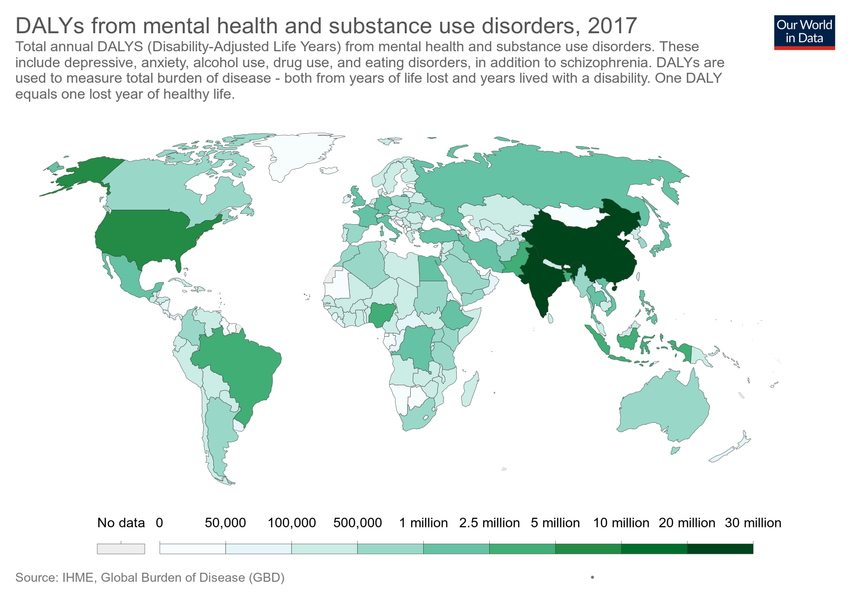 DALYs from mental health and substance use disorders, 2017
Our World
in Data
Total annual DALYS (Disability-Adjusted Life Years) from mental health and substance use disorders. These
include depressive, anxiety, alcohol use, drug use, and eating disorders, in addition to schizophrenia. DALYs are
used to measure total burden of disease - both from years of life lost and years lived with a disability. One DALY
equals one lost year of healthy life.
No data 0 50,000 100,000 500,000 1 million 2.5 million 5 million 10 million 20 million 30 million
Source: IHME, Global Burden of Disease (GBD) •